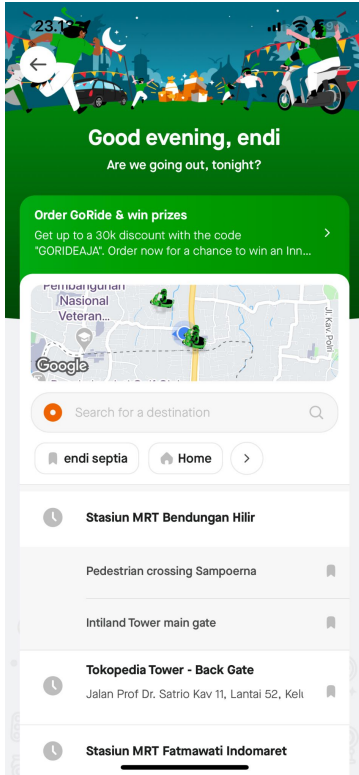 Good evening, endi
Are we going out, tonight?
Order GoRide & win prizes
Get up to a 30k discount with the code
"GORIDEAJA". Order now for a chance to win an Inn...
Pembangunan
Nasional
Veteran...
Jl. Kav. Polri
Google
Search for a destination
endi septia
Home
Stasiun MRT Bendungan Hilir
Pedestrian crossing Sampoerna
Intiland Tower main gate
Tokopedia Tower - Back Gate
Jalan Prof Dr. Satrio Kav 11, Lantai 52, Kelu
Stasiun MRT Fatmawati Indomaret